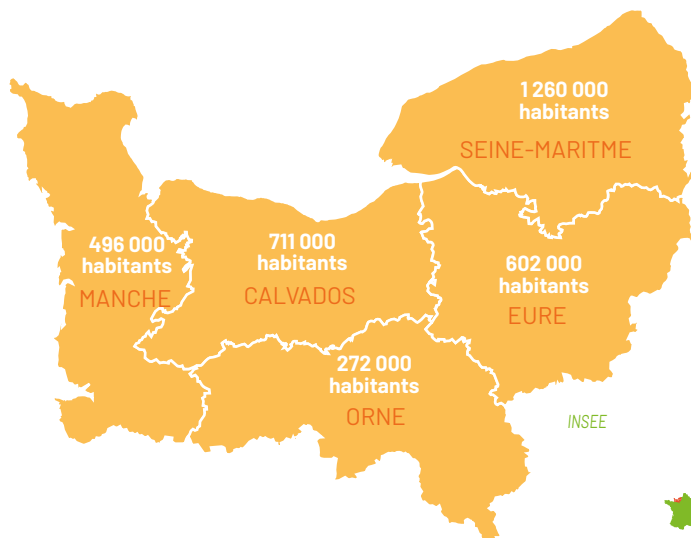 1 260 000
habitants
SEINE-MARITME
496 000
habitants
MANCHE
711 000
habitants
CALVADOS
602 000
habitants
EURE
272 000
habitants
ORNE
INSEE